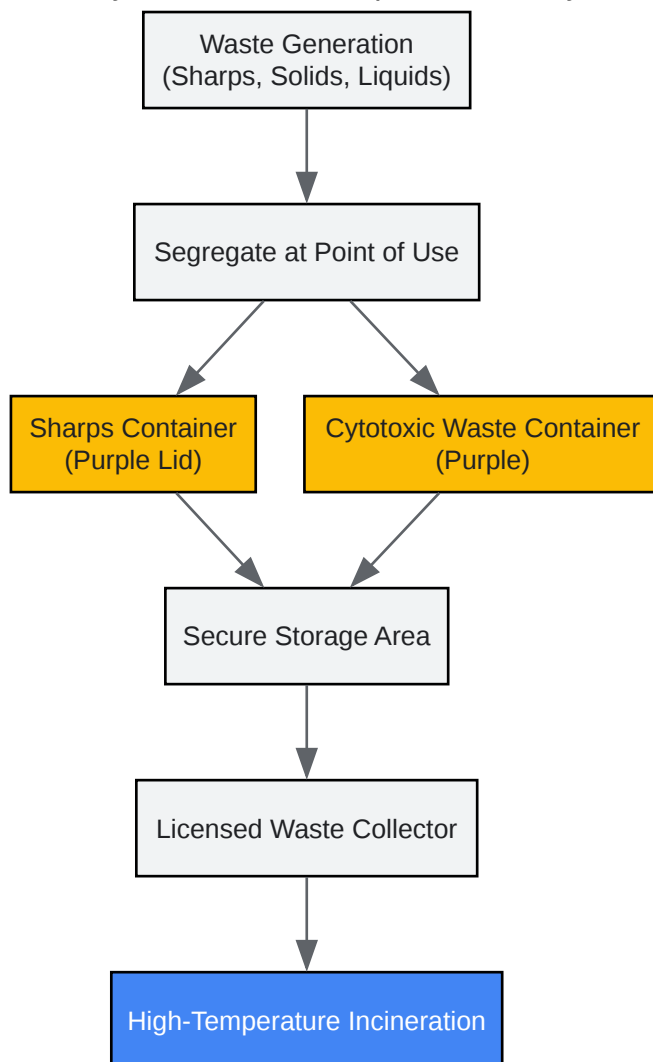 Waste Generation
(Sharps, Solids, Liquids)
Segregate at Point of Use
Sharps Container
(Purple Lid)
Cytotoxic Waste Container
(Purple)
Secure Storage Area
Licensed Waste Collector
High-Temperature Incineration